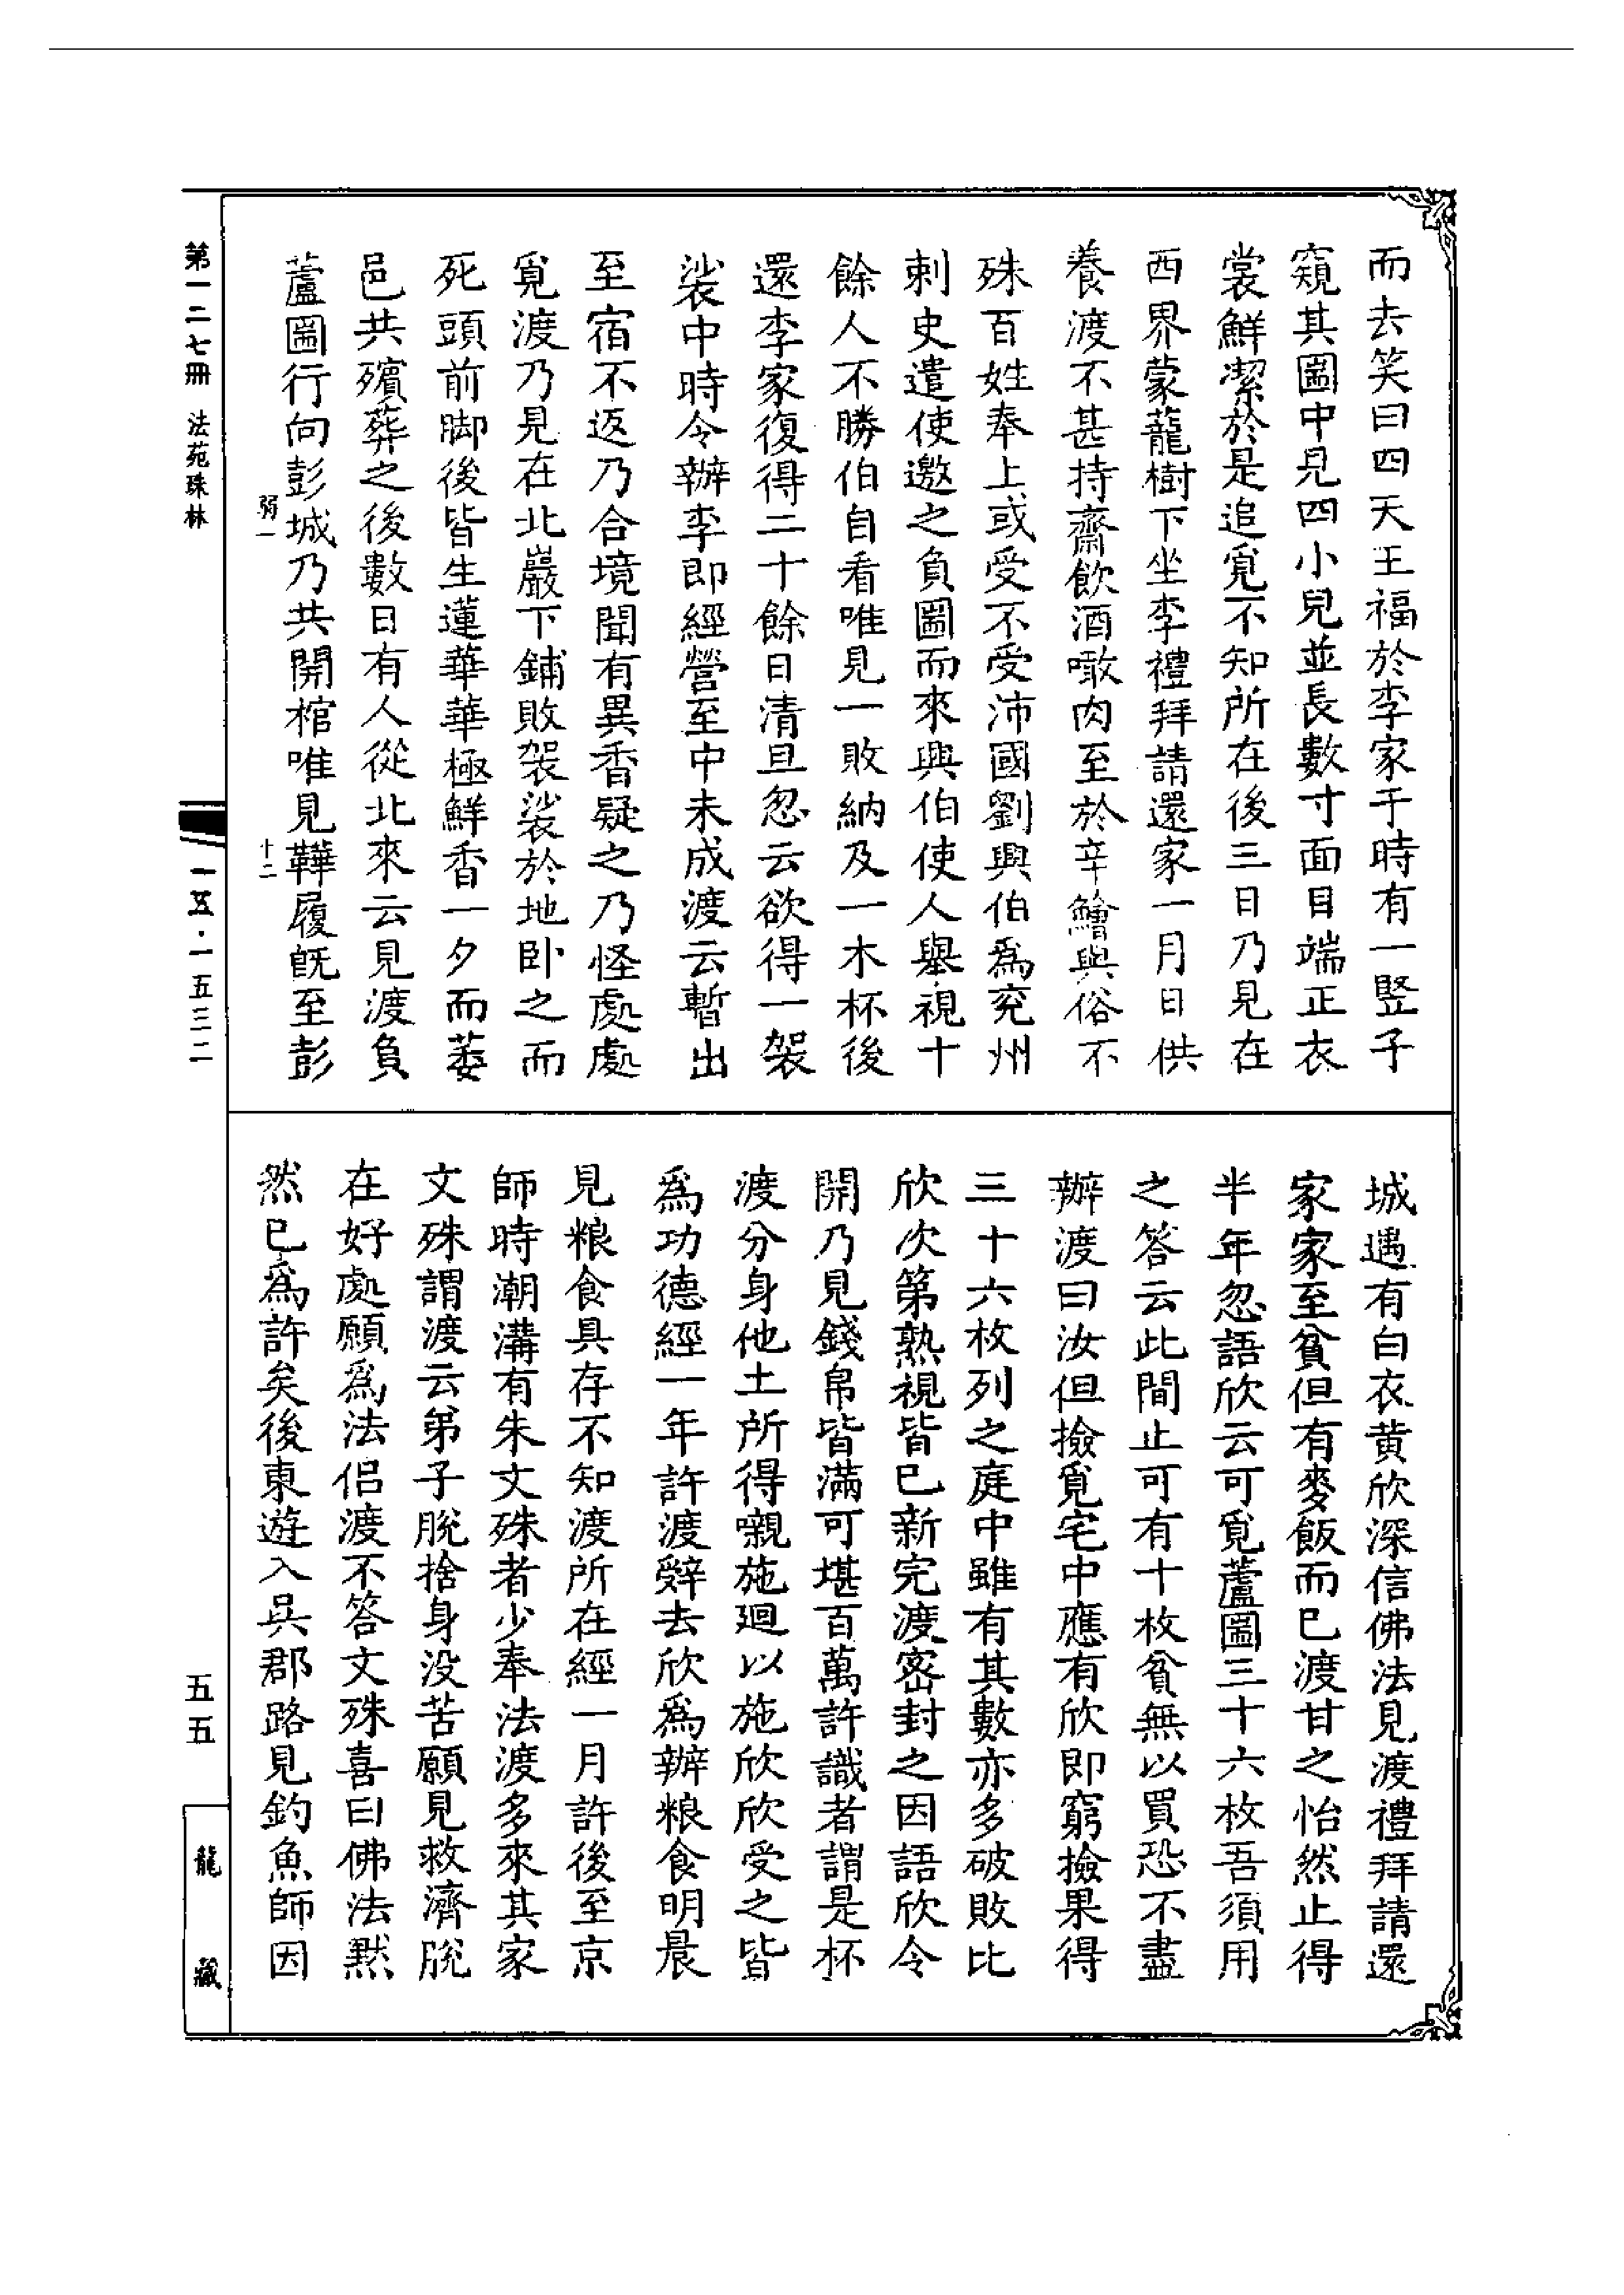 而去笑曰四天王福於李家于時有一竪子
窺其圌中見四小兒並長數寸面目端正衣
裳鮮潔於是追覓不知所在後三日乃見在
西界蒙龍樹下坐李禮拜請還家一月日供
養渡不甚持齋飲酒噉肉至於辛鱠與俗不
殊百姓奉上或受不受沛國劉興伯為兖州
刺史遣使邀之負圌而來興伯使人舉視十
餘人不勝伯自看唯見一敗納及一木杯後
還李家復得二十餘日清旦忽云欲得一袈
裟中時令辦李即經營至中未成渡云暫出
至宿不返乃合境聞有異香疑之乃怪處處
覓渡乃見在北巖下鋪敗袈裟於地卧之而
死頭前脚後皆生蓮華華極鮮香一夕而萎
邑共殯葬之後數日有人從北來云見渡負
蘆圌行向彭城乃共開棺唯見鞾履既至彭
弱一
十二
城遇有白衣黄欣深信佛法見渡禮拜請還
家家至貧但有麥飯而巳渡甘之怡然止得
半年忽語欣云可覓蘆圌三十六枚吾須用
之答云此間止可有十枚貧無以買恐不盡
辦渡曰汝但撿覓宅中應有欣即窮撿果得
三十六枚列之庭中雖有其數亦多破敗比
欣次第熟視皆巳新完渡密封之因語欣令
開乃見錢帛皆滿可堪百萬許識者謂是杯
渡分身他土所得嚫施廻以施欣欣受之皆
為功德經一年許渡辭去欣為辦粮食明晨
見粮食具存不知渡所在經一月許後至京
師時潮溝有朱文殊者少奉法渡多來其家
文殊謂渡云弟子脫捨身没苦願見救濟脫
在好處願為法侣渡不答文殊喜曰佛法黙
然巳為許矣後東遊入吳郡路見釣魚師因
第一二七冊 法苑珠林
一五五·一五三二
五五
龍藏